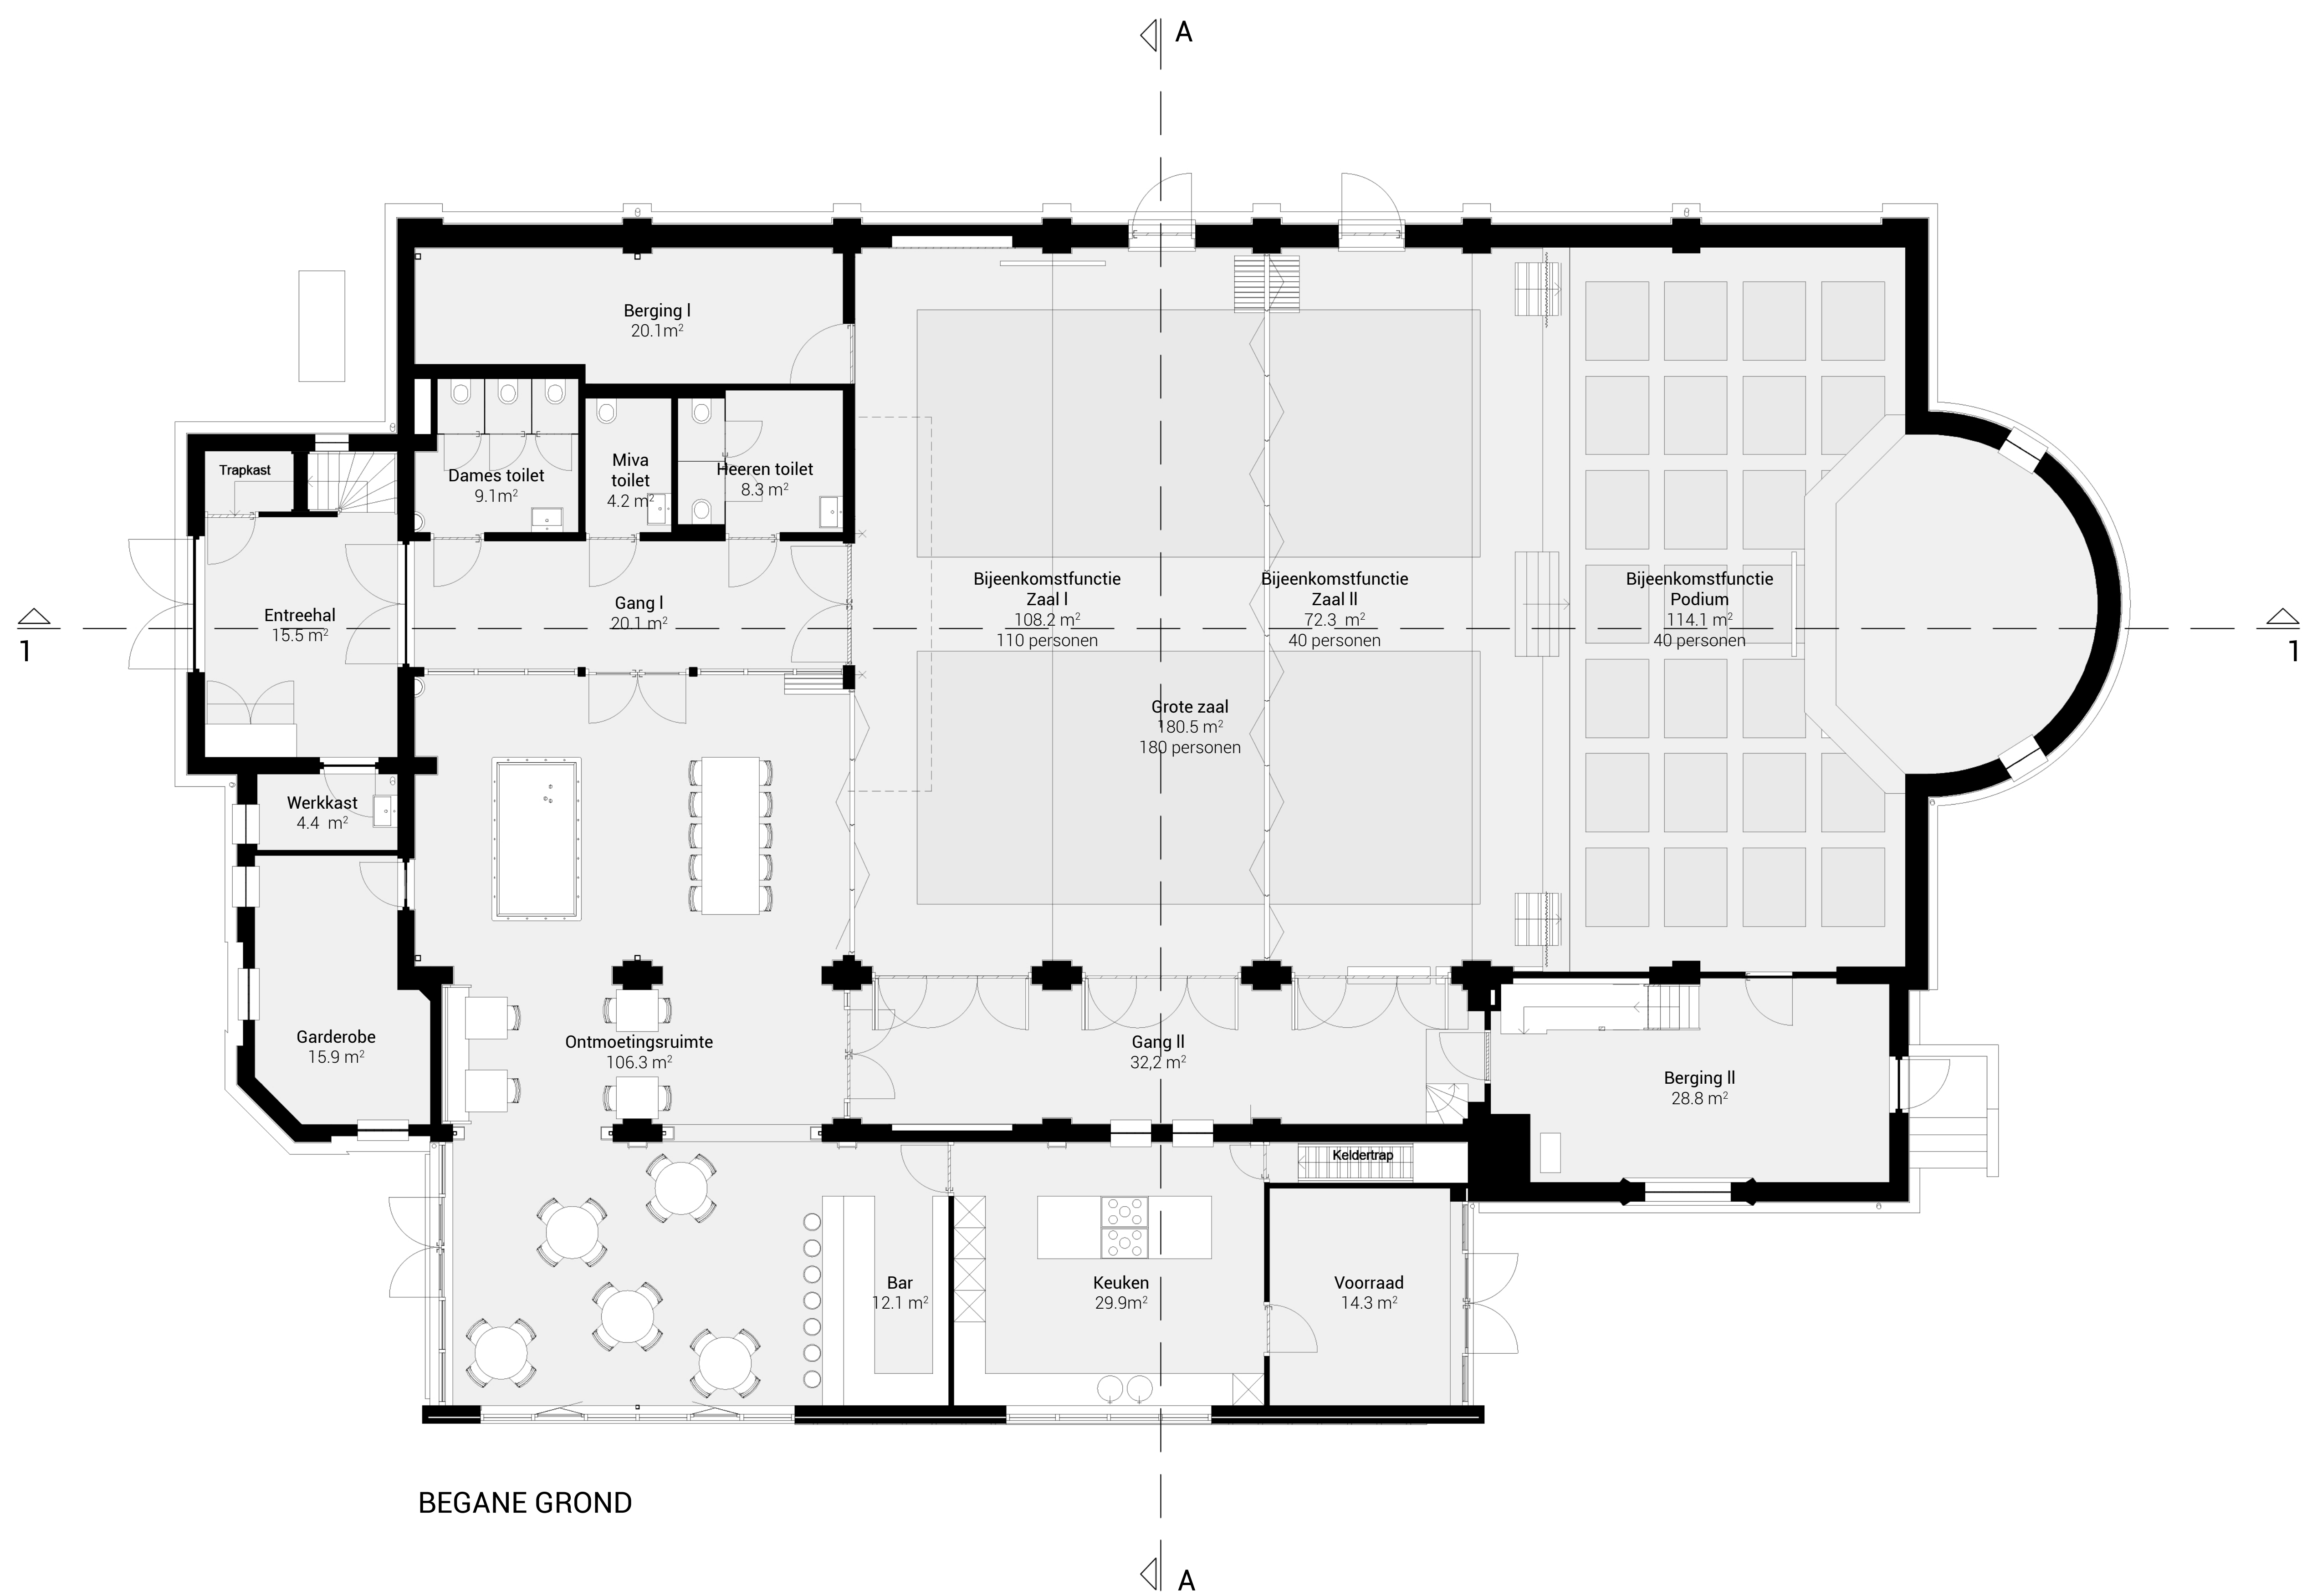 A
Berging l
20.1m²
Trapkast
Dames toilet
9.1m²
Miva
toilet
4.2 m²
Heeren toilet
8.3 m²
Entreehal
15.5 m²
Gang l
20.1 m²
Bijeenkomstfunctie
Zaal l
108.2 m²
110 personen
Bijeenkomstfunctie
Zaal ll
72.3 m²
40 personen
Bijeenkomstfunctie
Podium
114.1 m²
40 personen
1
1
Grote zaal
180.5 m²
180 personen
Werkkast
4.4 m²
Garderobe
15.9 m²
Ontmoetingsruimte
106.3 m²
Gang ll
32,2 m²
Berging ll
28.8 m²
Keldertrap
Bar
12.1 m²
Keuken
29.9m²
Voorraad
14.3 m²
BEGANE GROND
A